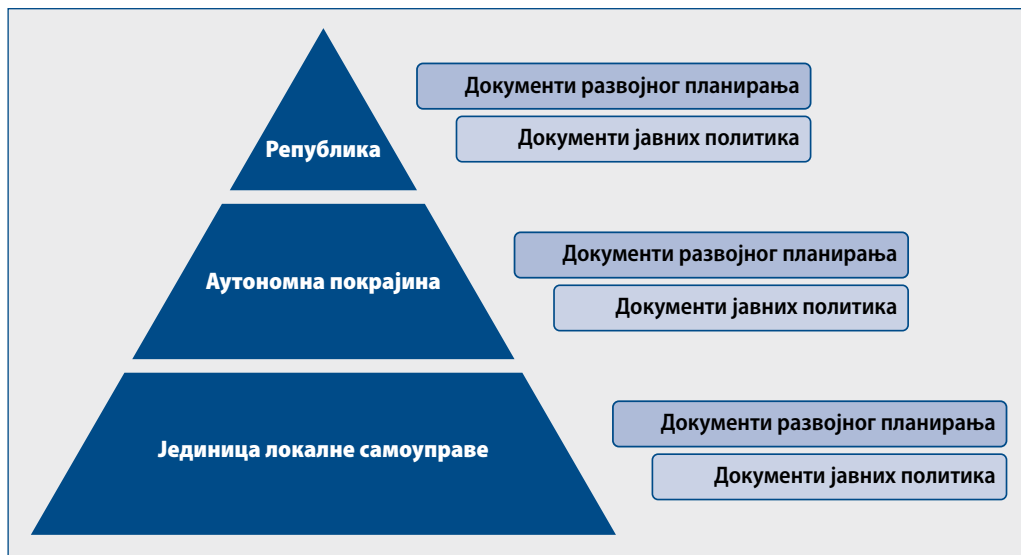 Документи развојног планирања
Документи јавних политика
Република
Документи развојног планирања
Аутономна покрајина
Документи јавних политика
Документи развојног планирања
Јединица локалне самоуправе
Документи јавних политика